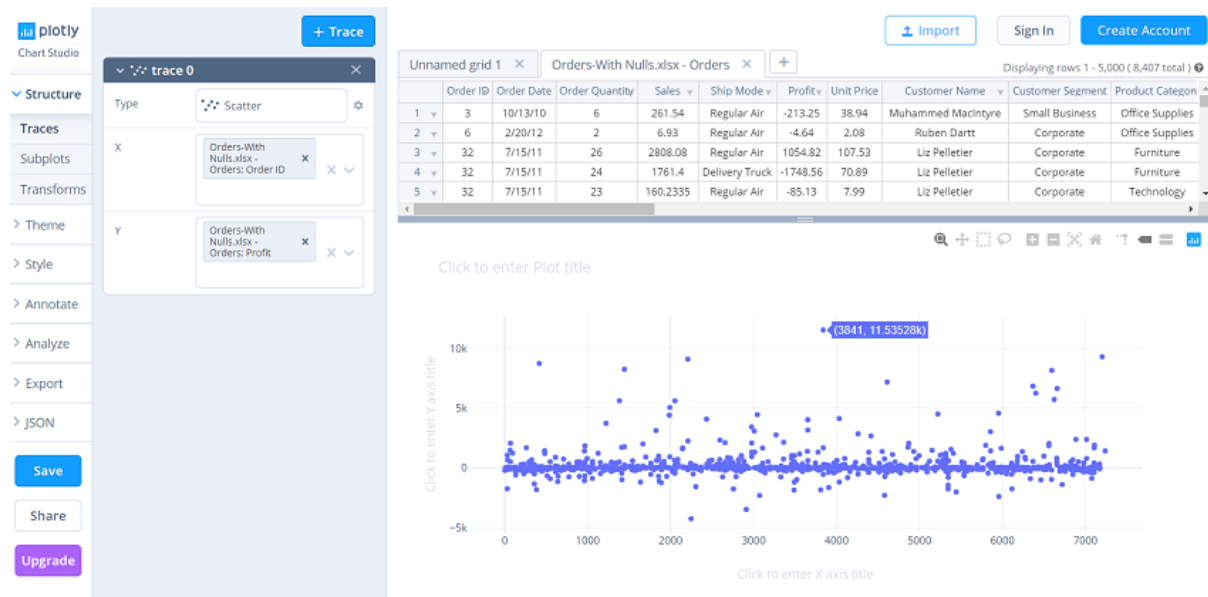 plotly
Chart Studio
Structure
Traces
Subplots
Transforms
Theme
Style
Annotate
Analyze
Export
JSON
Save
Share
Upgrade
+ Trace
trace 0 ×
Type Scatter
X Orders-With
Nulls.xlsx -
Orders: Order ID
x
×
Y Orders-With
Nulls.xlsx -
Orders: Profit
x
×
Import Sign In Create Account
Unnamed grid 1 × Orders-With Nulls.xlsx - Orders × +
Displaying rows 1 - 5,000 ( 8,407 total )
Order ID Order Date Order Quantity Sales Ship Mode Profit Unit Price Customer Name Customer Segment Product Categor
1 3 10/13/10 6 261.54 Regular Air -213.25 38.94 Muhammed MacIntyre Small Business Office Supplies
2 6 2/20/12 2 6.93 Regular Air -4.64 2.08 Ruben Dartt Corporate Office Supplies
3 32 7/15/11 26 2808.08 Regular Air 1054.82 107.53 Liz Pelletier Corporate Furniture
4 32 7/15/11 24 1761.4 Delivery Truck -1748.56 70.89 Liz Pelletier Corporate Furniture
5 32 7/15/11 23 160.2335 Regular Air -85.13 7.99 Liz Pelletier Corporate Technology
Click to enter Plot title
(3841, 11.53528k)
Click to enter Y axis title
10k
5k
0
−5k
0 1000 2000 3000 4000 5000 6000 7000
Click to enter X axis title